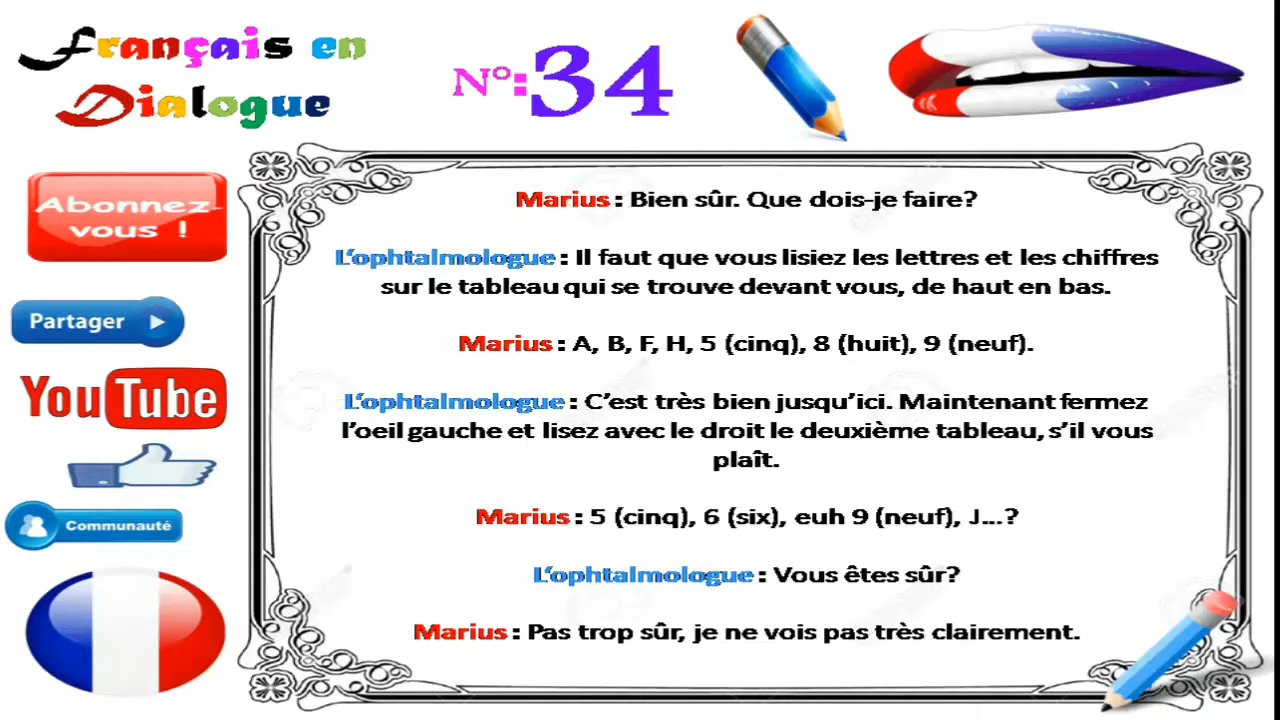 Français en
Dialogue
N°:34
Abonnez-
vous !
Partager
YouTube
Communauté
Marius : Bien sûr. Que dois-je faire?
L'ophtalmologue : Il faut que vous lisiez les lettres et les chiffres
sur le tableau qui se trouve devant vous, de haut en bas.
Marius : A, B, F, H, 5 (cinq), 8 (huit), 9 (neuf).
L'ophtalmologue : C'est très bien jusqu'ici. Maintenant fermez
l'oeil gauche et lisez avec le droit le deuxième tableau, s'il vous
plaît.
Marius : 5 (cinq), 6 (six), euh 9 (neuf), J...?
L'ophtalmologue : Vous êtes sûr?
Marius : Pas trop sûr, je ne vois pas très clairement.